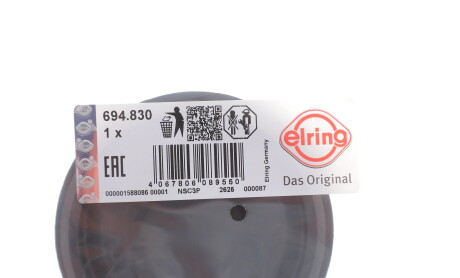 694.830
1 x
EAC
4 067806 089550
000001588086 00001 NSC3P 2626 000087
Elring Germany
elring
Das Original